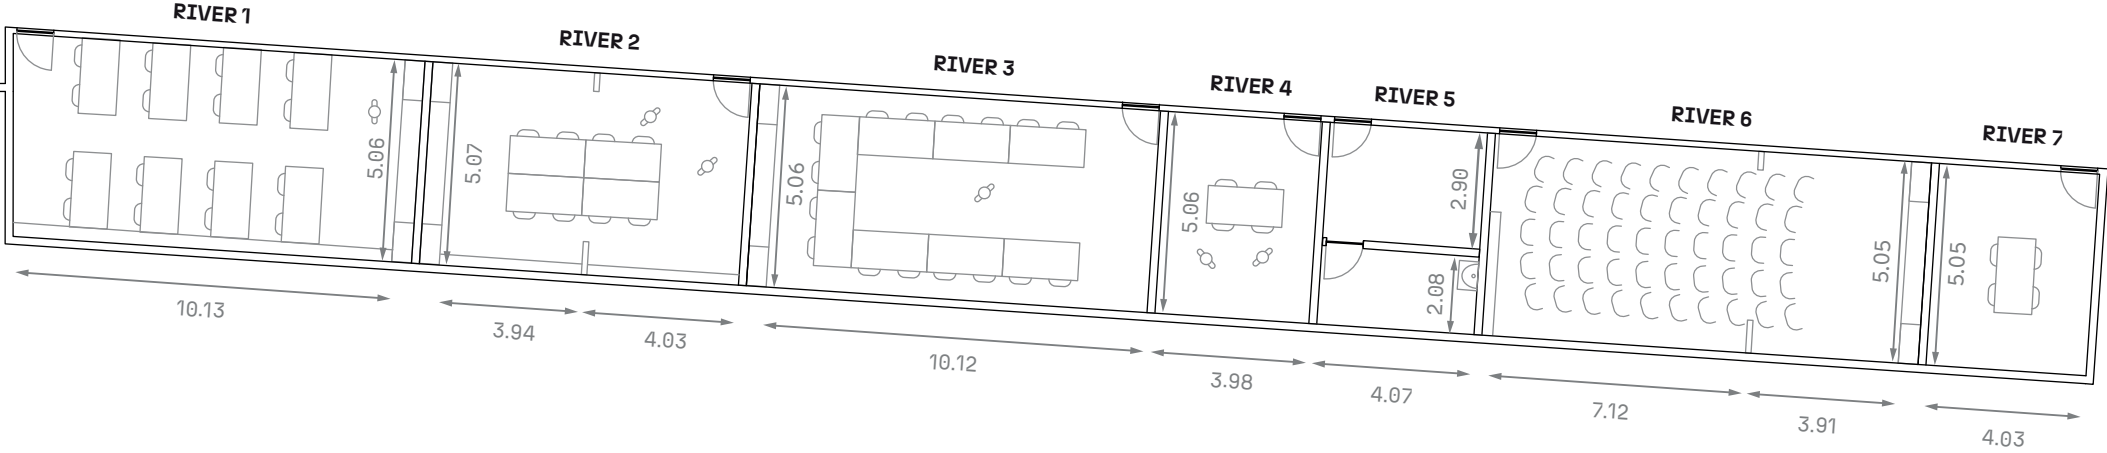 RIVER 1
RIVER 2
RIVER 3
RIVER 4
RIVER 5
RIVER 6
RIVER 7
5.06
5.07
5.06
5.06
2.90
2.08
5.05
5.05
10.13
3.94
4.03
10.12
3.98
4.07
7.12
3.91
4.03